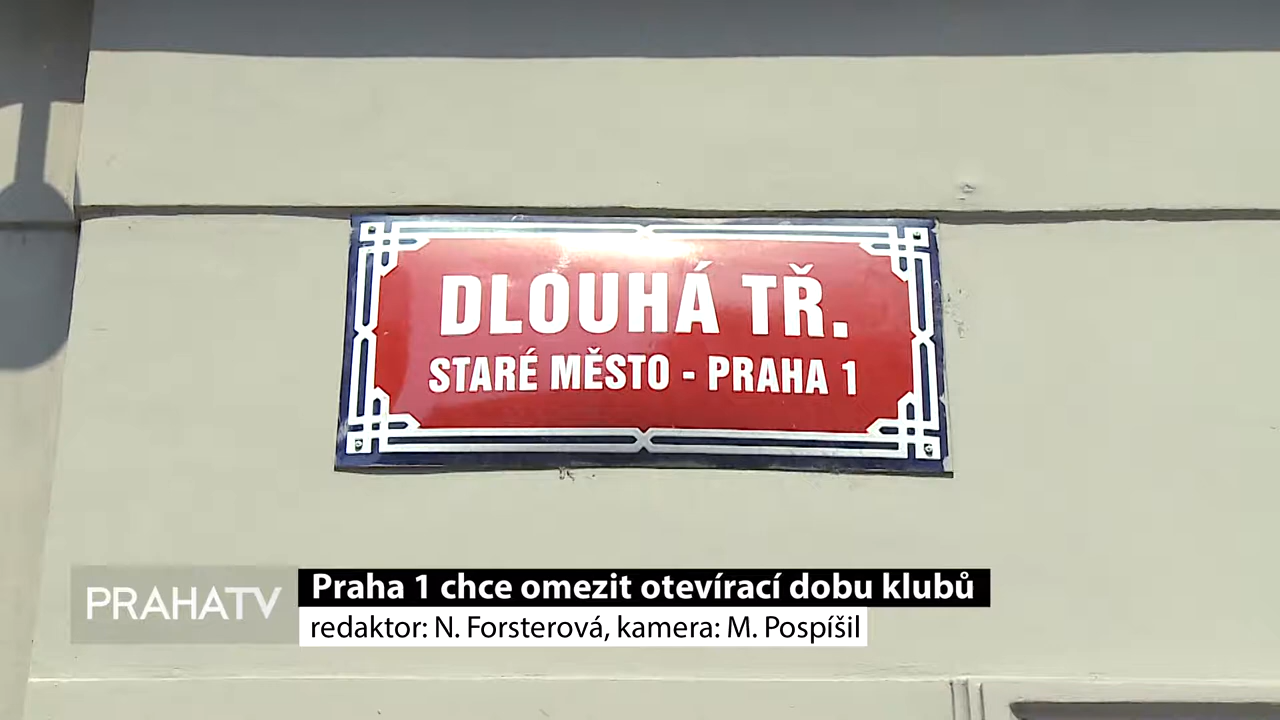 DLOUHÁ TŘ.
STARÉ MĚSTO - PRAHA 1
PRAHATV
Praha 1 chce omezit otevírací dobu klubů
redaktor: N. Forsterová, kamera: M. Pospíšil